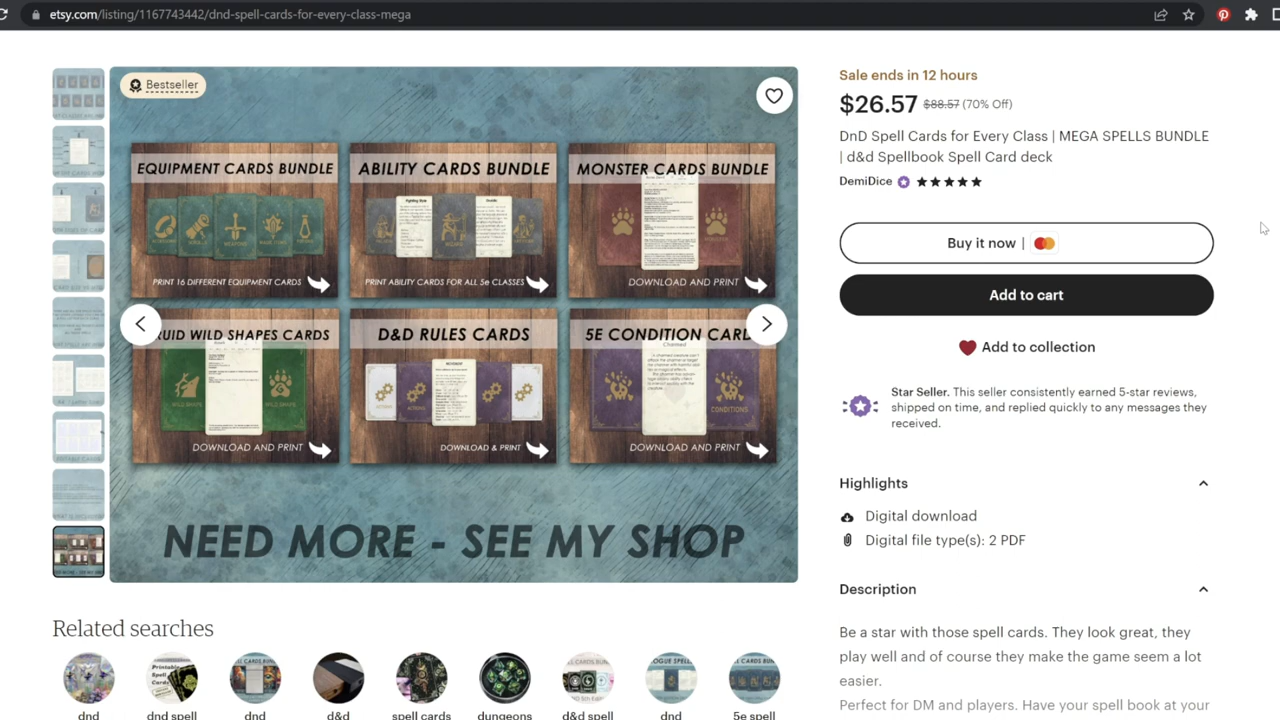 etsy.com/listing/1167743442/dnd-spell-cards-for-every-class-mega
Bestseller
EQUIPMENT CARDS BUNDLE
ABILITY CARDS BUNDLE
MONSTER CARDS BUNDLE
Fighting Style
PRINT 16 DIFFERENT EQUIPMENT CARDS
PRINT ABILITY CARDS FOR ALL 5e CLASSES
DOWNLOAD AND PRINT
RUID WILD SHAPES CARDS
D&D RULES CARDS
5E CONDITION CARD
Charmed
MOVEMENT
WILD SHAPES
ACTIONS
CONDITIONS
DOWNLOAD AND PRINT
DOWNLOAD & PRINT
DOWNLOAD AND PRINT
NEED MORE - SEE MY SHOP
Sale ends in 12 hours
$26.57 $88.57 (70% Off)
DnD Spell Cards for Every Class | MEGA SPELLS BUNDLE
| d&d Spellbook Spell Card deck
DemiDice
Buy it now |
Add to cart
Add to collection
Star Seller. This seller consistently earned 5-star reviews,
shipped on time, and replied quickly to any messages they
received.
Highlights
Digital download
Digital file type(s): 2 PDF
Description
Be a star with those spell cards. They look great, they
play well and of course they make the game seem a lot
easier.
Perfect for DM and players. Have your spell book at your
Related searches
dnd
dnd spell
dnd
d&d
spell cards
dungeons
d&d spell
dnd
5e spell